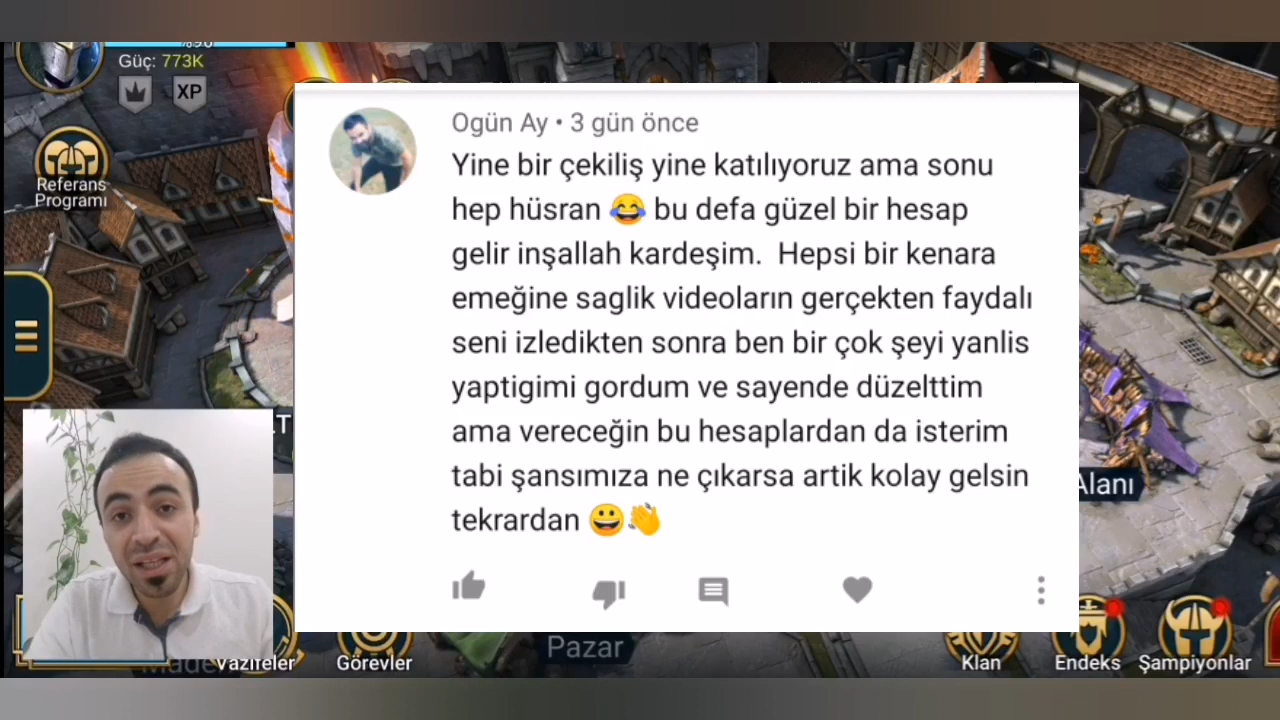 %90
Güç: 773K
XP
Referans
Programı
Ogün Ay • 3 gün önce
Yine bir çekiliş yine katılıyoruz ama sonu
hep hüsran 😂 bu defa güzel bir hesap
gelir inşallah kardeşim. Hepsi bir kenara
emeğine saglik videoların gerçekten faydalı
seni izledikten sonra ben bir çok şeyi yanlis
yaptigimi gordum ve sayende düzelttim
ama vereceğin bu hesaplardan da isterim
tabi şansımıza ne çıkarsa artik kolay gelsin
tekrardan 😀👏
Alanı
Pazar
Vazifeler
Görevler
Klan
Endeks
Şampiyonlar